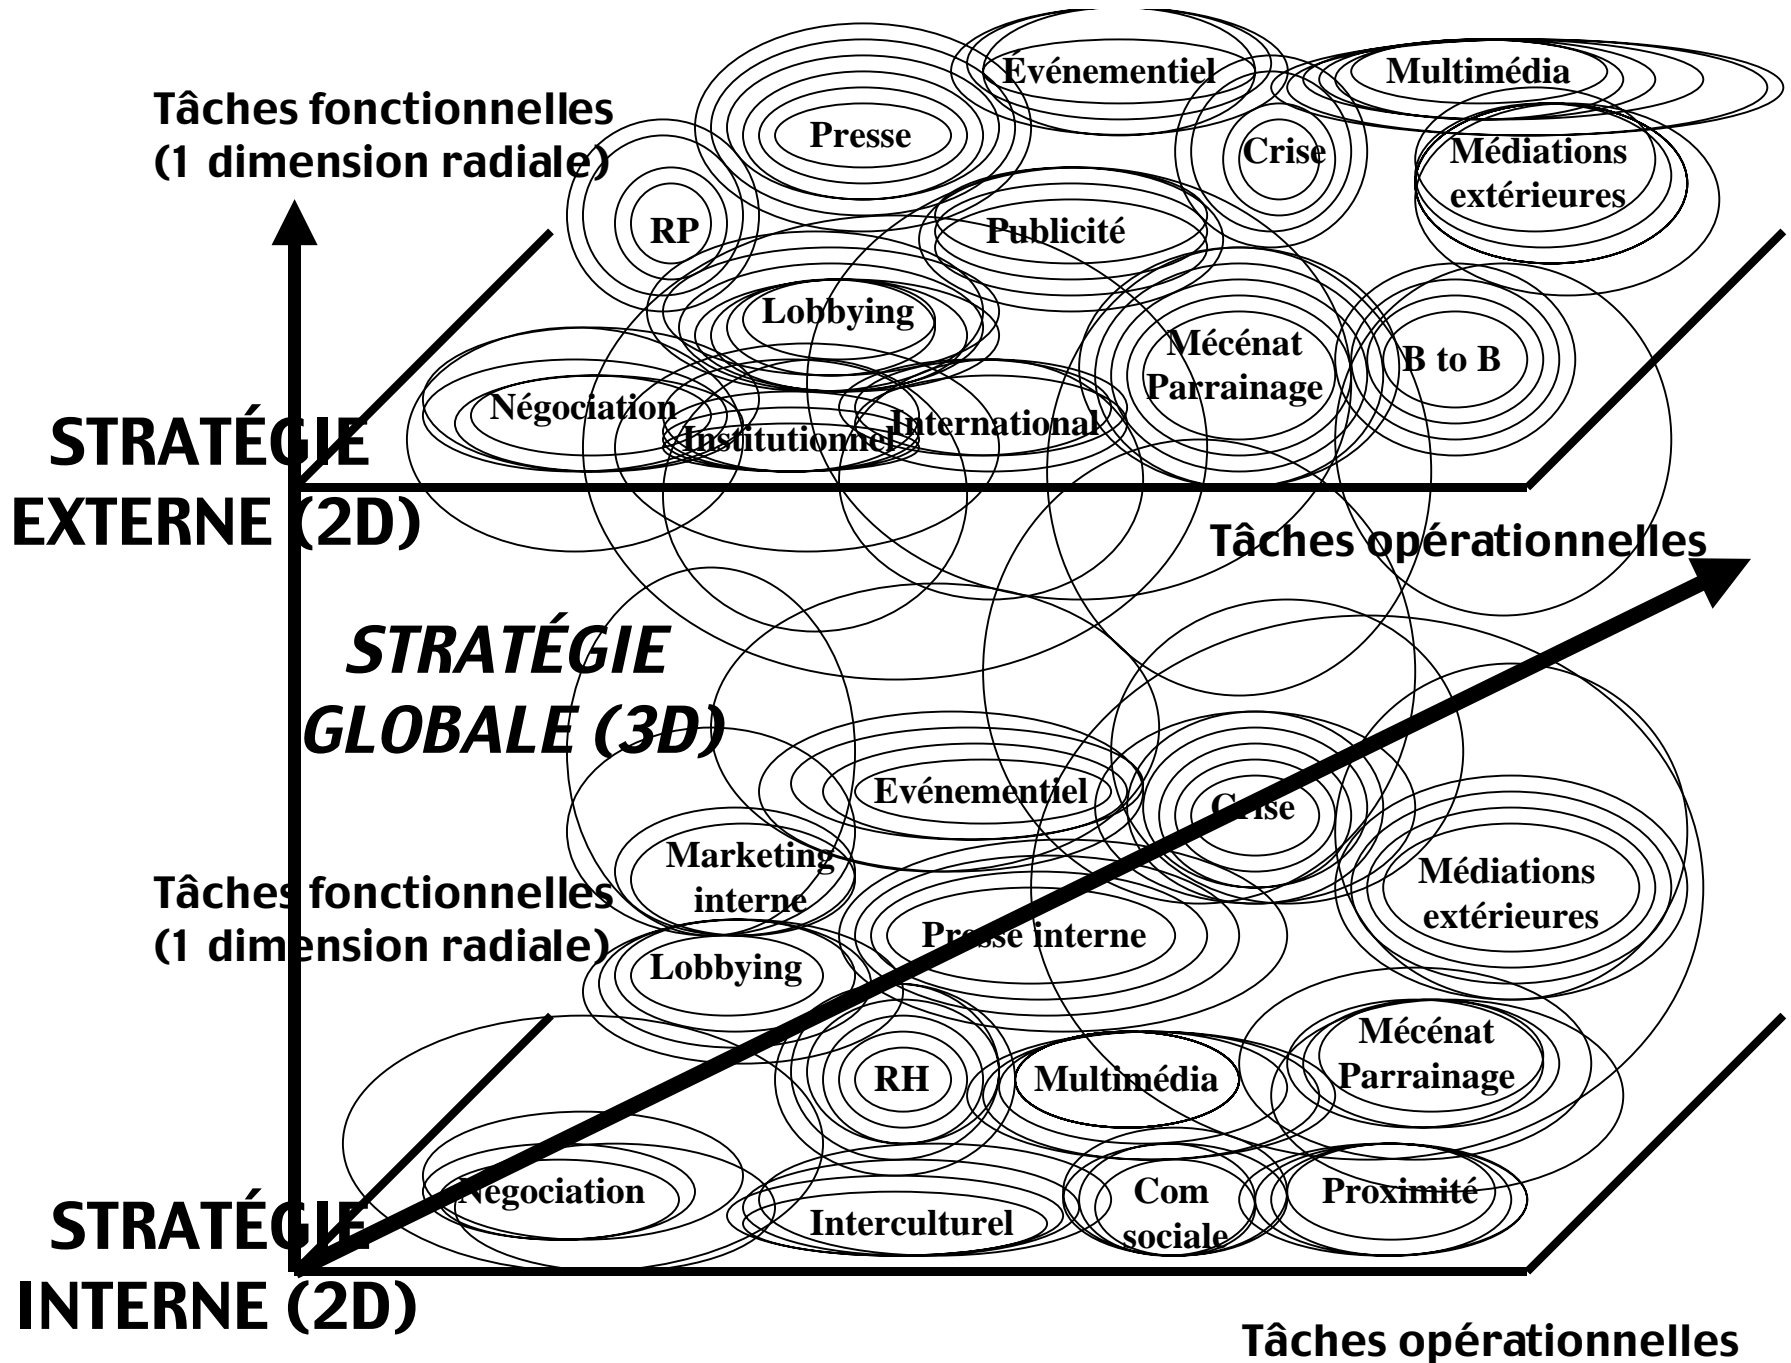 Événementiel
Multimédia
Tâches fonctionnelles
(1 dimension radiale)
Presse
Crise
Médiations
extérieures
RP
Publicité
Lobbying
Mécénat
Parrainage
B to B
Négociation
International
Institutionnel
STRATÉGIE
EXTERNE (2D)
Tâches opérationnelles
STRATÉGIE
GLOBALE (3D)
Evénementiel
Crise
Marketing
interne
Médiations
extérieures
Tâches fonctionnelles
(1 dimension radiale)
Presse interne
Lobbying
Mécénat
Parrainage
RH
Multimédia
Negociation
Com
sociale
Proximité
Interculturel
STRATÉGIE
INTERNE (2D)
Tâches opérationnelles